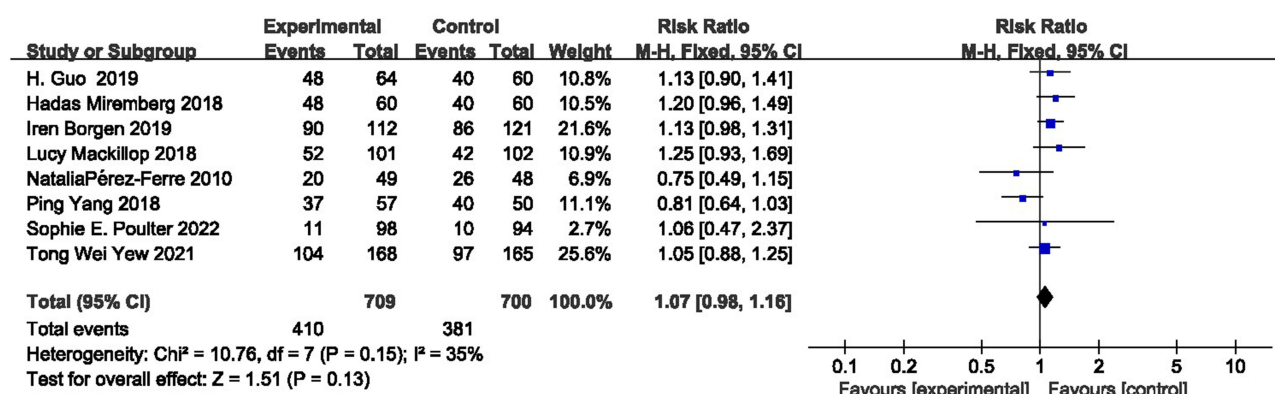 Experimental Control Risk Ratio Risk Ratio
Study or Subgroup Events Total Events Total Weight M-H, Fixed, 95% CI M-H, Fixed, 95% CI
H. Guo 2019 48 64 40 60 10.8% 1.13 [0.90, 1.41]
Hadas Miremberg 2018 48 60 40 60 10.5% 1.20 [0.96, 1.49]
Iren Borgen 2019 90 112 86 121 21.6% 1.13 [0.98, 1.31]
Lucy Mackillop 2018 52 101 42 102 10.9% 1.25 [0.93, 1.69]
NataliaPérez-Ferre 2010 20 49 26 48 6.9% 0.75 [0.49, 1.15]
Ping Yang 2018 37 57 40 50 11.1% 0.81 [0.64, 1.03]
Sophie E. Poulter 2022 11 98 10 94 2.7% 1.06 [0.47, 2.37]
Tong Wei Yew 2021 104 168 97 165 25.6% 1.05 [0.88, 1.25]
Total (95% CI) 709 700 100.0% 1.07 [0.98, 1.16]
Total events 410 381
Heterogeneity: Chi² = 10.76, df = 7 (P = 0.15); I² = 35%
Test for overall effect: Z = 1.51 (P = 0.13)
0.1 0.2 0.5 1 2 5 10
Favours [experimental] Favours [control]